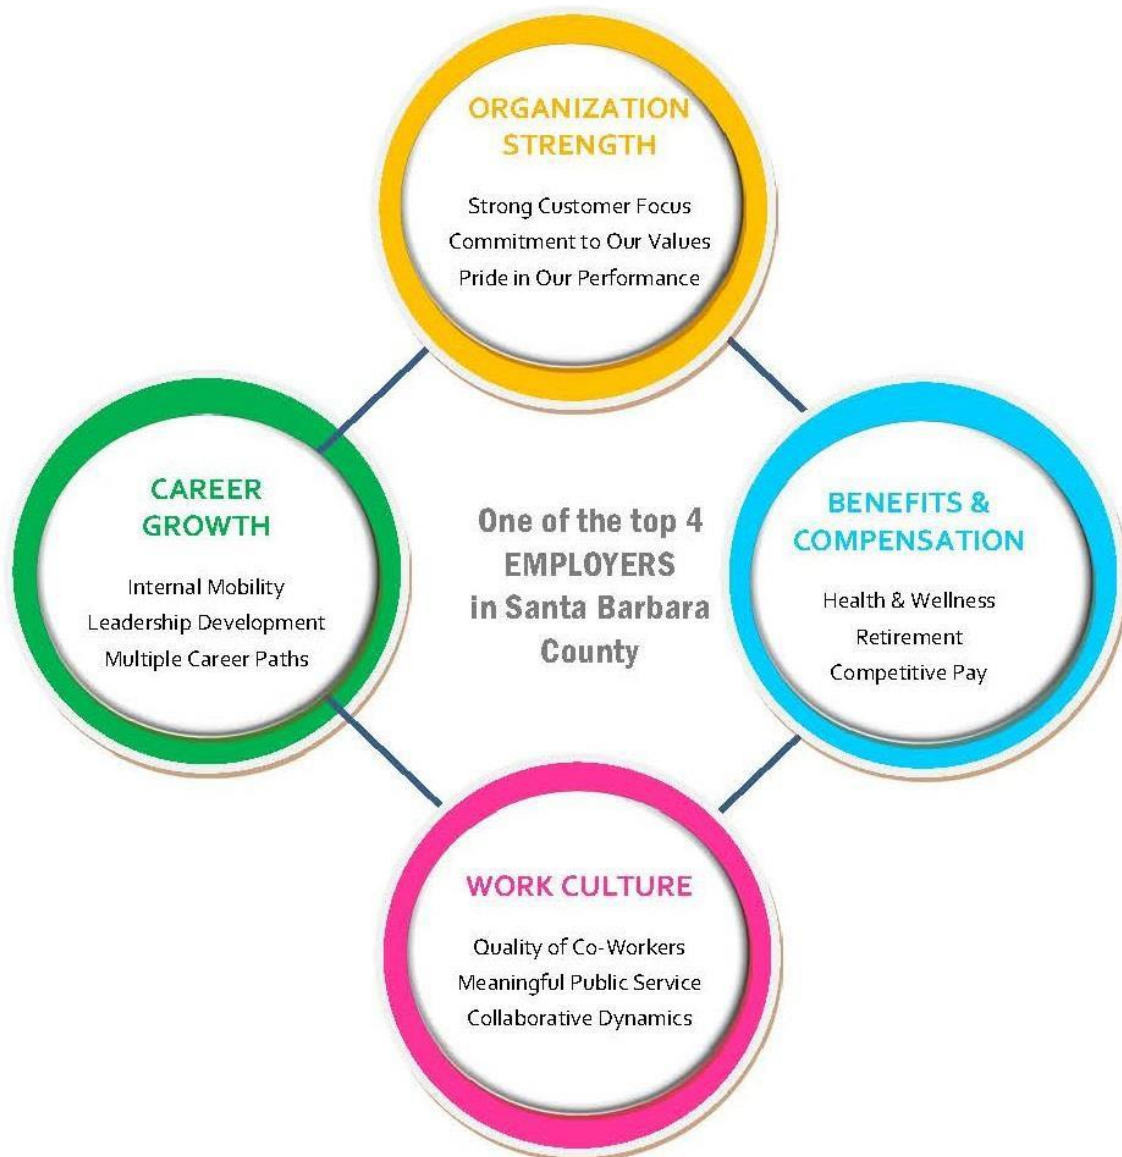 ORGANIZATION
STRENGTH
Strong Customer Focus
Commitment to Our Values
Pride in Our Performance
CAREER
GROWTH
Internal Mobility
Leadership Development
Multiple Career Paths
One of the top 4
EMPLOYERS
in Santa Barbara
County
BENEFITS &
COMPENSATION
Health & Wellness
Retirement
Competitive Pay
WORK CULTURE
Quality of Co-Workers
Meaningful Public Service
Collaborative Dynamics